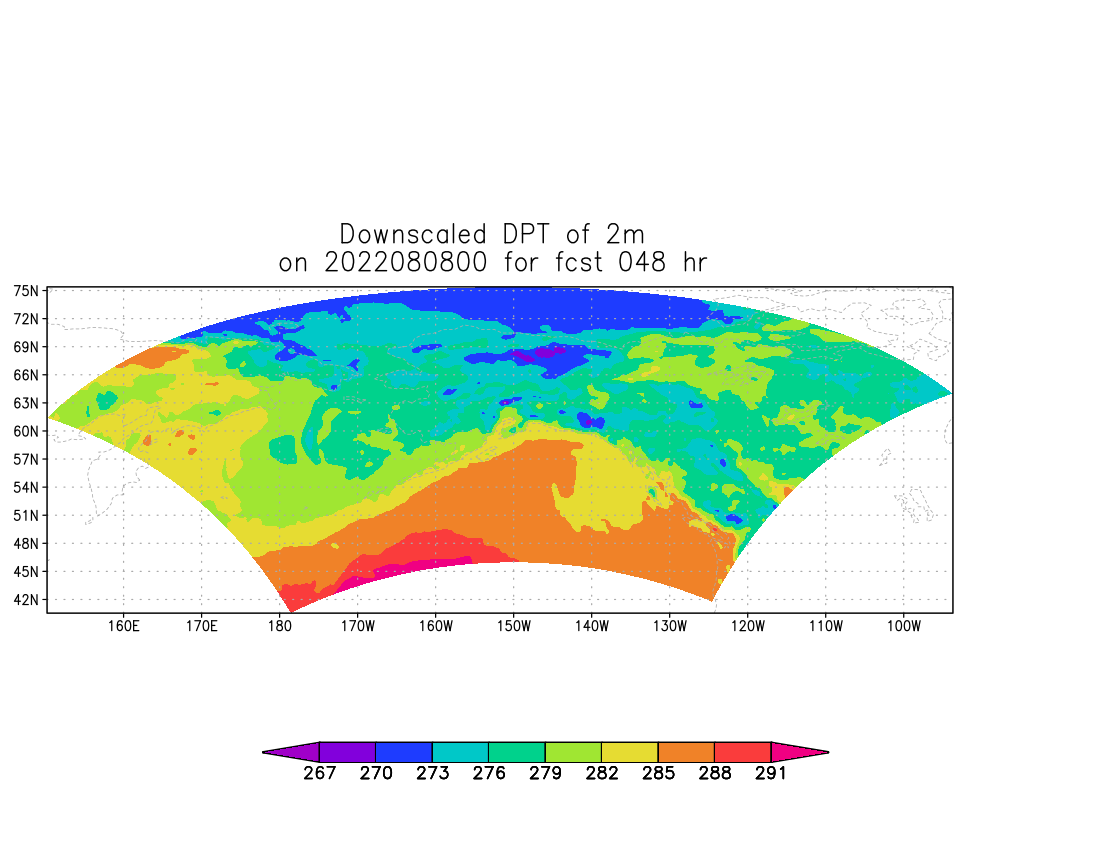 Downscaled DPT of 2m
on 2022080800 for fcst 048 hr
75N
72N
69N
66N
63N
60N
57N
54N
51N
48N
45N
42N
160E 170E 180 170W 160W 150W 140W 130W 120W 110W 100W
267 270 273 276 279 282 285 288 291